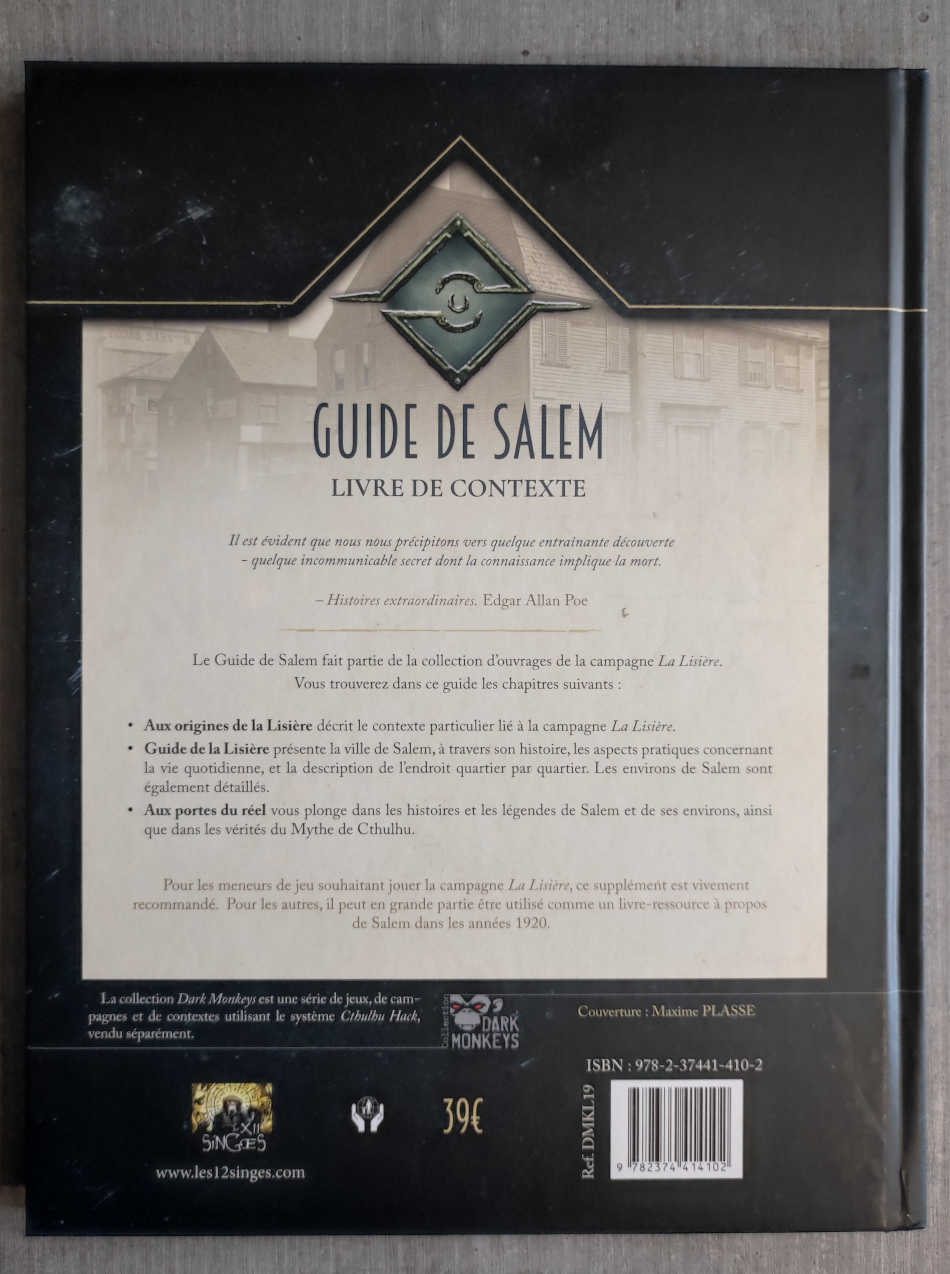 GUIDE DE SALEM
LIVRE DE CONTEXTE
Il est évident que nous nous précipitons vers quelque entrainante découverte
- quelque incommunicable secret dont la connaissance implique la mort.
– Histoires extraordinaires. Edgar Allan Poe
Le Guide de Salem fait partie de la collection d'ouvrages de la campagne La Lisière.
Vous trouverez dans ce guide les chapitres suivants :
• Aux origines de la Lisière décrit le contexte particulier lié à la campagne La Lisière.
• Guide de la Lisière présente la ville de Salem, à travers son histoire, les aspects pratiques concernant
la vie quotidienne, et la description de l'endroit quartier par quartier. Les environs de Salem sont
également détaillés.
• Aux portes du réel vous plonge dans les histoires et les légendes de Salem et de ses environs, ainsi
que dans les vérités du Mythe de Cthulhu.
Pour les meneurs de jeu souhaitant jouer la campagne La Lisière, ce supplément est vivement
recommandé. Pour les autres, il peut en grande partie être utilisé comme un livre-ressource à propos
de Salem dans les années 1920.
La collection Dark Monkeys est une série de jeux, de cam-
pagnes et de contextes utilisant le système Cthulhu Hack,
vendu séparément.
Collection
DARK
MONKEYS
Couverture : Maxime PLASSE
ISBN : 978-2-37441-410-2
Ref. DMKL19
9 782374 414102
LES XII
SINGES
www.les12singes.com
39€